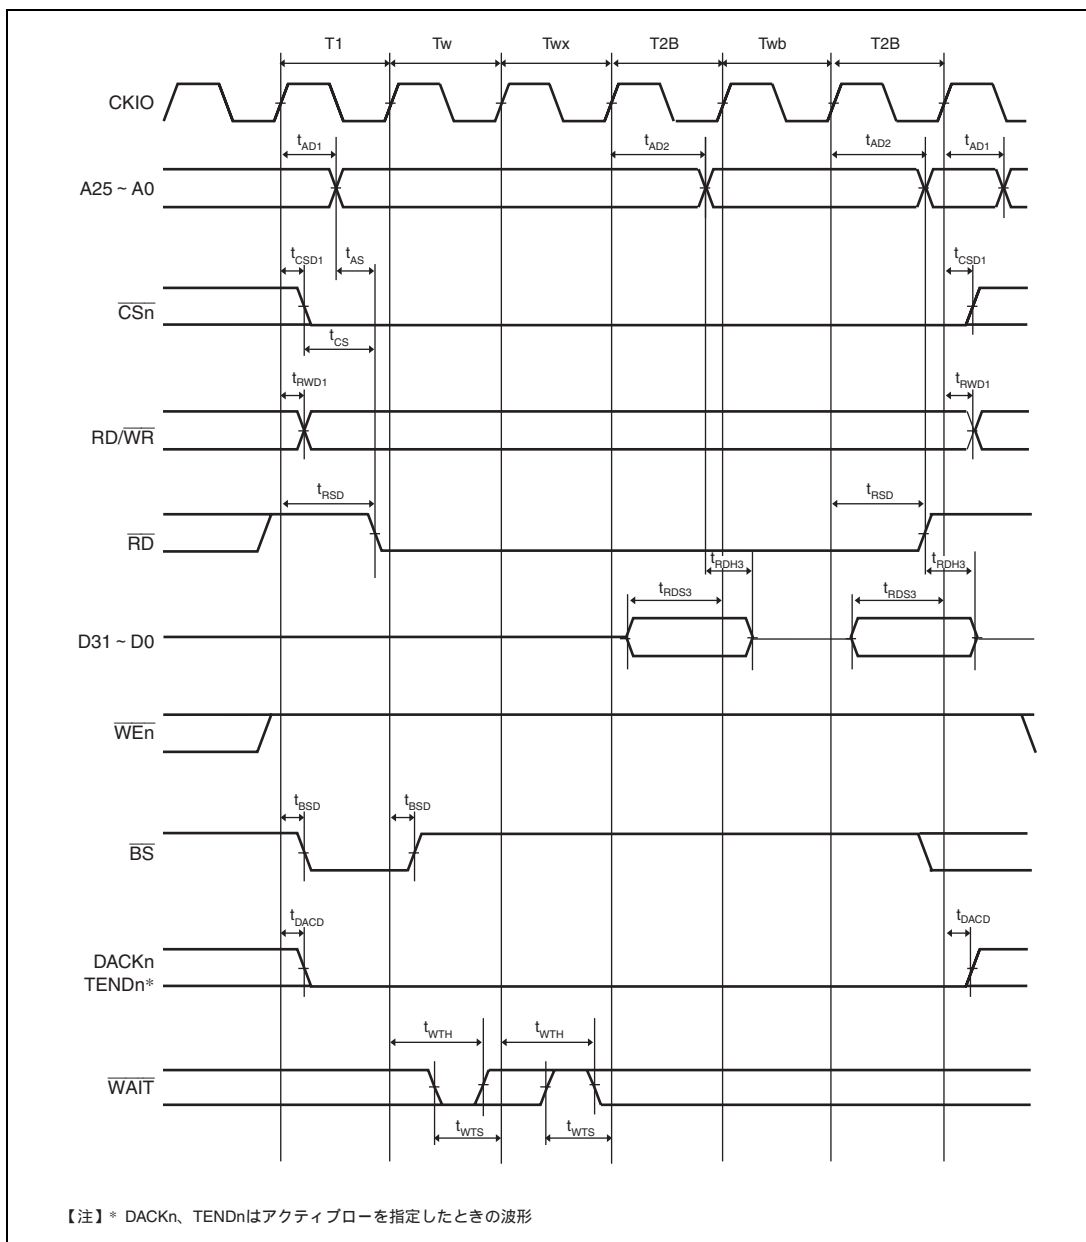 T1 Tw Twx T2B Twb T2B
CKIO
tAD1 tAD2 tAD2 tAD1
A25 ~ A0
tCSD1 tAS tCSD1
CSn
tCS
tRWD1 tRWD1
RD/WR
tRSD tRSD
RD
tRDH3 tRDH3
tRDS3 tRDS3
D31 ~ D0
WEn
tBSD tBSD
BS
tDACD tDACD
DACKn
TENDn*
tWTH tWTH
WAIT
tWTS tWTS
【注】* DACKn、TENDnはアクティブローを指定したときの波形